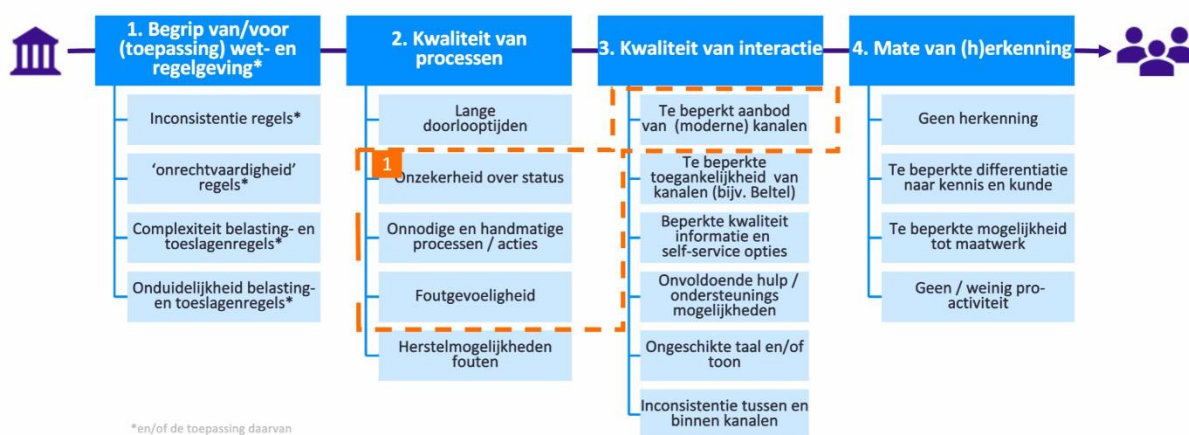 1. Begrip van/voor
(toepassing) wet- en
regelgeving*
Inconsistentie regels*
‘onrechtvaardigheid’
regels*
Complexiteit belasting- en
toeslagenregels*
Onduidelijkheid belasting-
en toeslagenregels*
*en/of de toepassing daarvan
2. Kwaliteit van
processen
Lange
doorlooptijden
1
Onzekerheid over status
Onnodige en handmatige
processen / acties
Foutgevoeligheid
Herstelmogelijkheden
fouten
3. Kwaliteit van interactie
Te beperkt aanbod
van (moderne) kanalen
Te beperkte
toegankelijkheid van
kanalen (bijv. Beltel)
Beperkte kwaliteit
informatie en
self-service opties
Onvoldoende hulp /
ondersteunings
mogelijkheden
Ongeschikte taal en/of
toon
Inconsistentie tussen en
binnen kanalen
4. Mate van (h)erkenning
Geen herkenning
Te beperkte differentiatie
naar kennis en kunde
Te beperkte mogelijkheid
tot maatwerk
Geen / weinig pro-
activiteit